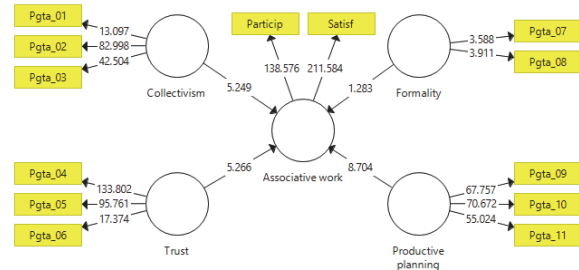 Pgta_01
Pgta_02
Pgta_03
13.097
82.998
42.504
Collectivism
Particip
Satisf
138.576
211.584
Pgta_07
Pgta_08
3.588
3.911
Formality
5.249
1.283
Associative work
5.266
8.704
Pgta_04
Pgta_05
Pgta_06
133.802
95.761
17.374
Trust
Pgta_09
Pgta_10
Pgta_11
67.757
70.672
55.024
Productive
planning